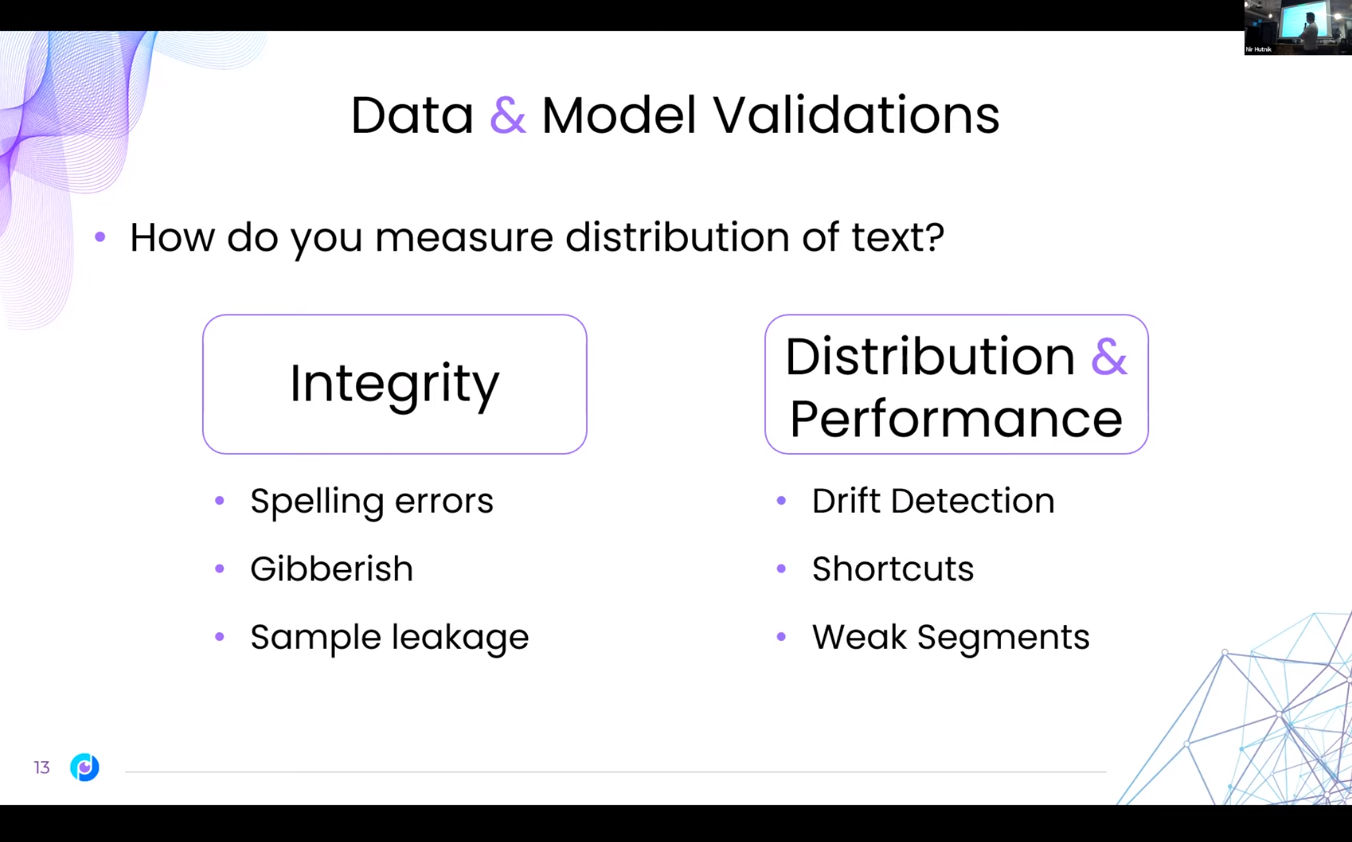 Nir Hutnik
Data & Model Validations
• How do you measure distribution of text?
Integrity
• Spelling errors
• Gibberish
• Sample leakage
Distribution &
Performance
• Drift Detection
• Shortcuts
• Weak Segments
13